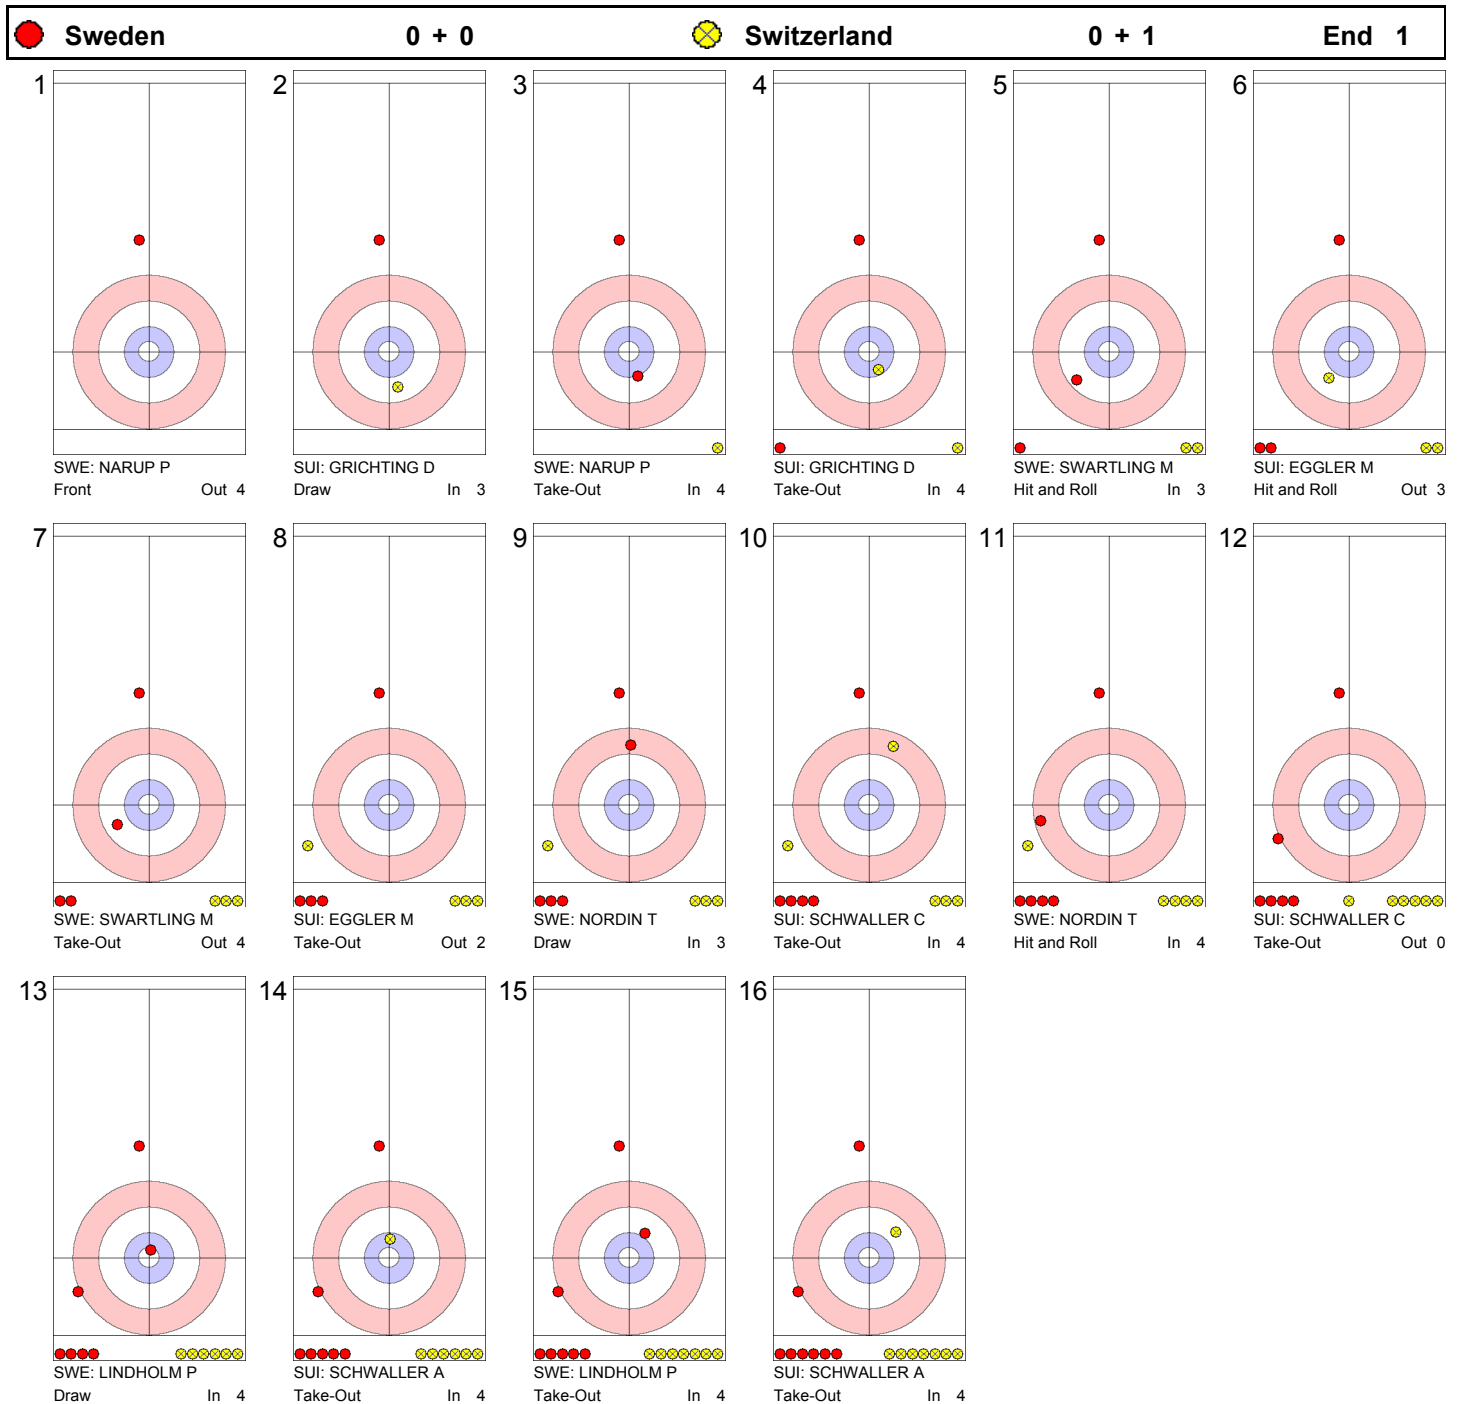 Sweden 0 + 0 Switzerland 0 + 1 End 1
1 2 3 4 5 6
SWE: NARUP P SUI: GRICHTING D SWE: NARUP P SUI: GRICHTING D SWE: SWARTLING M SUI: EGGLER M
Front Out 4 Draw In 3 Take-Out In 4 Take-Out In 4 Hit and Roll In 3 Hit and Roll Out 3
7 8 9 10 11 12
SWE: SWARTLING M SUI: EGGLER M SWE: NORDIN T SUI: SCHWALLER C SWE: NORDIN T SUI: SCHWALLER C
Take-Out Out 4 Take-Out Out 2 Draw In 3 Take-Out In 4 Hit and Roll In 4 Take-Out Out 0
13 14 15 16
SWE: LINDHOLM P SUI: SCHWALLER A SWE: LINDHOLM P SUI: SCHWALLER A
Draw In 4 Take-Out In 4 Take-Out In 4 Take-Out In 4